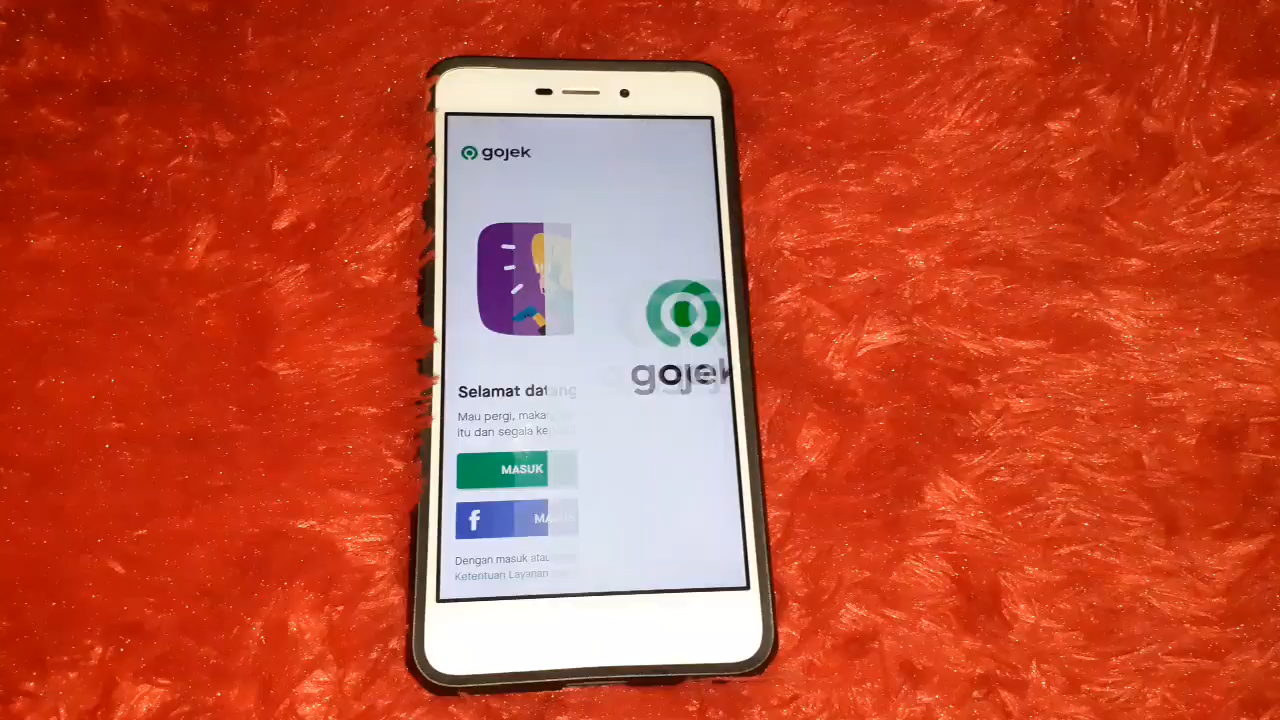 gojek
gojek
Selamat datang
Mau pergi, makan
itu dan segala ke
MASUK
f
Dengan masuk atau
Ketentuan Layanan